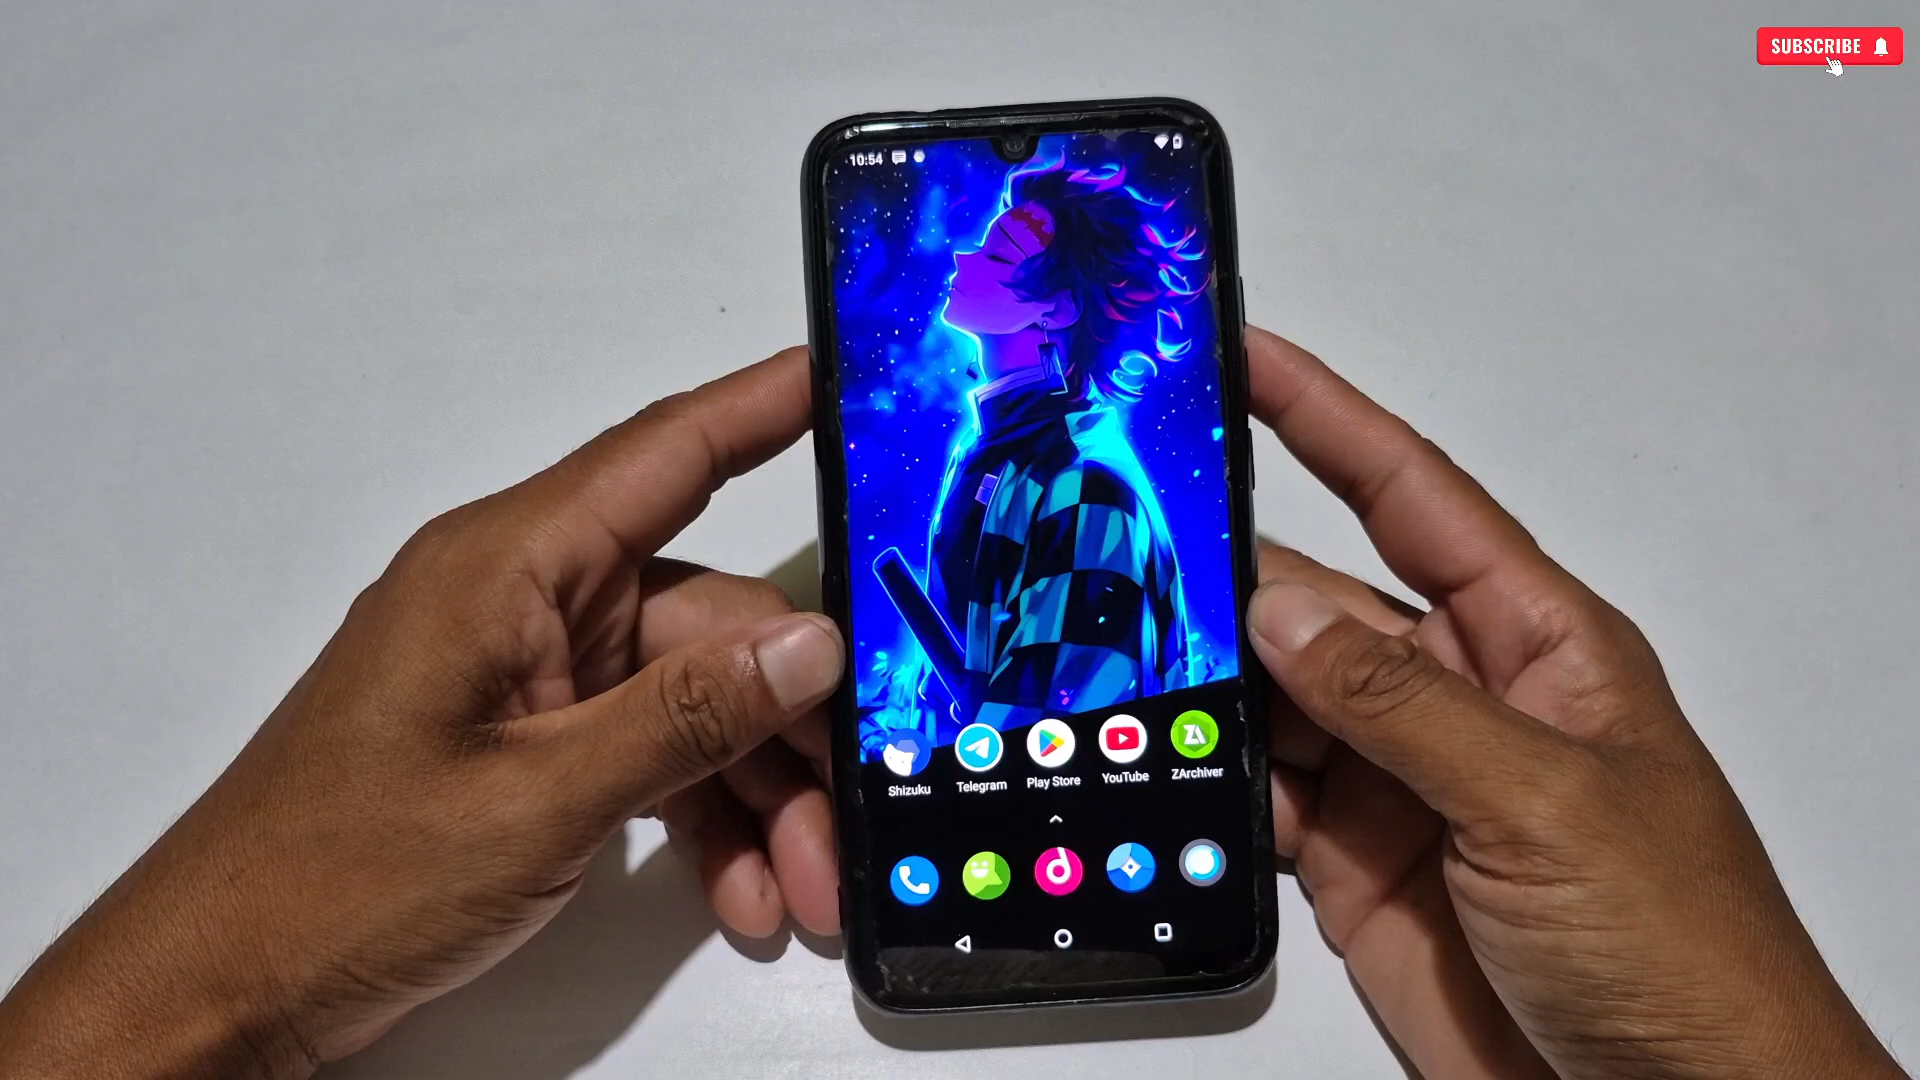 SUBSCRIBE
10:54
Shizuku
Telegram
Play Store
YouTube
ZArchiver